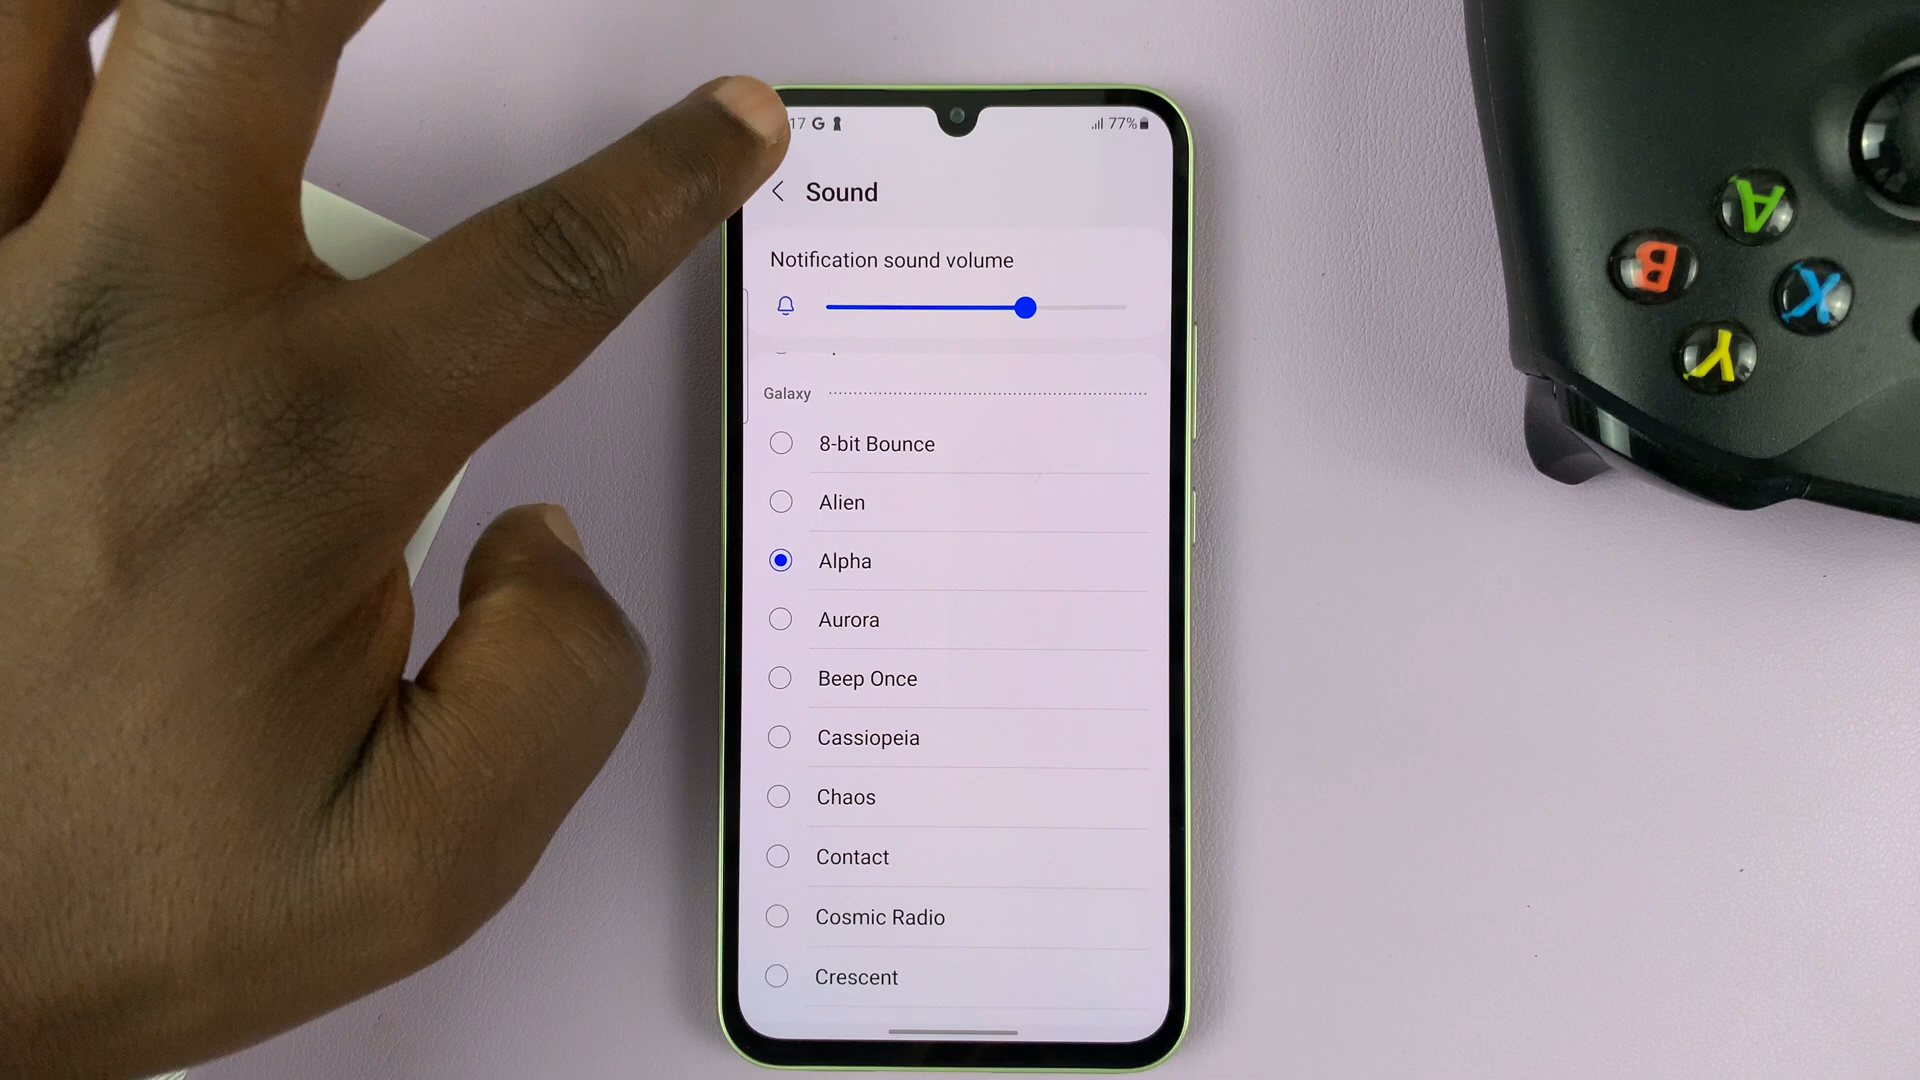 17 G 77%
Sound
Notification sound volume
Galaxy
8-bit Bounce
Alien
Alpha
Aurora
Beep Once
Cassiopeia
Chaos
Contact
Cosmic Radio
Crescent
A
B
X
Y